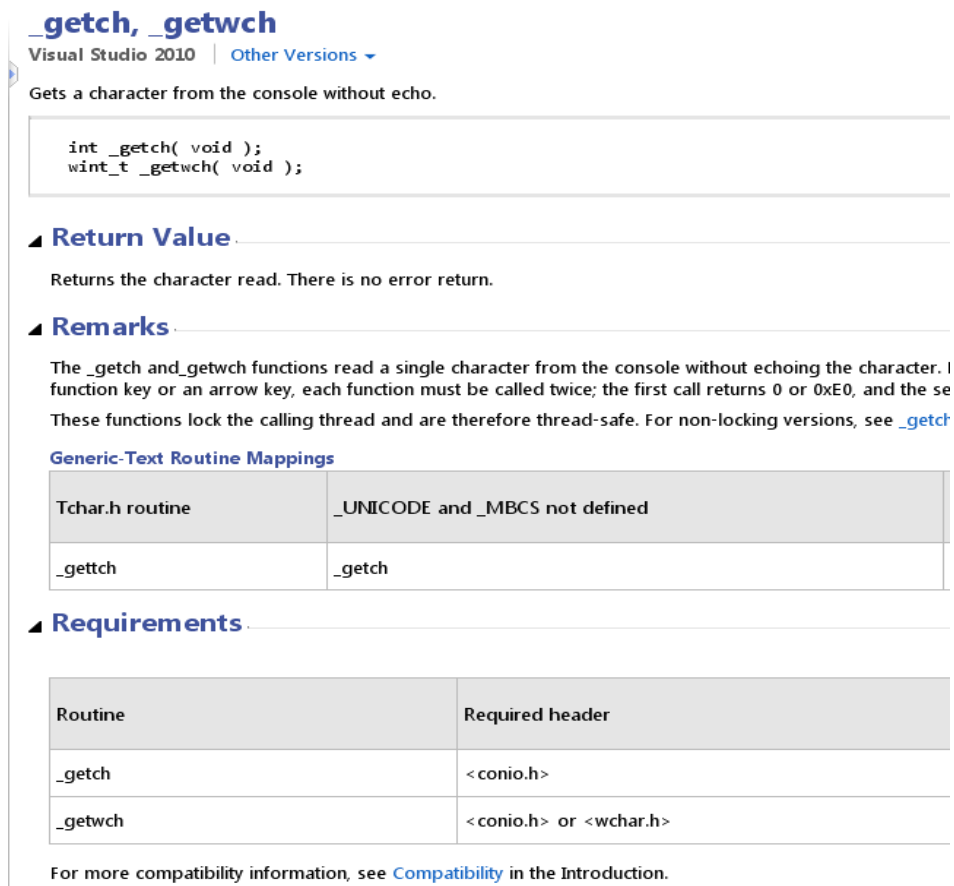 _getch, _getwch
Visual Studio 2010 | Other Versions
Gets a character from the console without echo.
int _getch( void );
wint_t _getwch( void );
Return Value
Returns the character read. There is no error return.
Remarks
The _getch and_getwch functions read a single character from the console without echoing the character.
function key or an arrow key, each function must be called twice; the first call returns 0 or 0xE0, and the se
These functions lock the calling thread and are therefore thread-safe. For non-locking versions, see _getch
Generic-Text Routine Mappings
Tchar.h routine _UNICODE and _MBCS not defined
_gettch _getch
Requirements
Routine Required header
_getch <conio.h>
_getwch <conio.h> or <wchar.h>
For more compatibility information, see Compatibility in the Introduction.